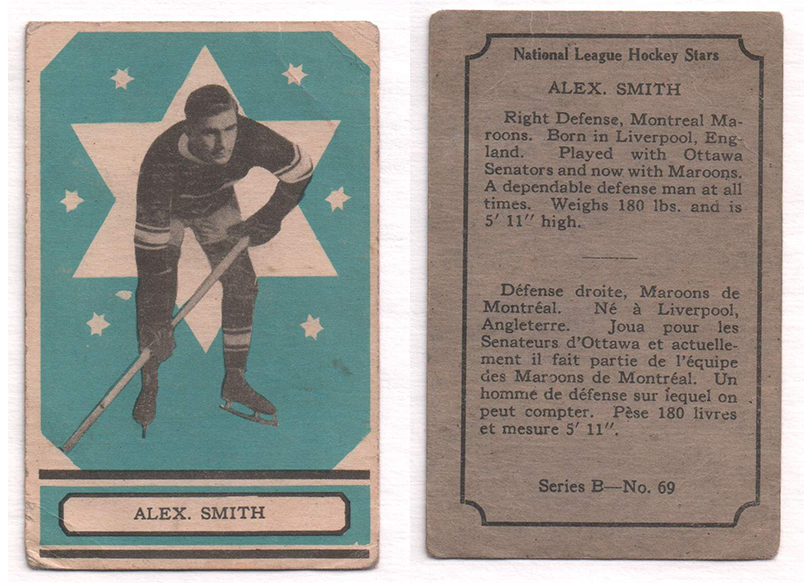 ALEX. SMITH
National League Hockey Stars
ALEX. SMITH
Right Defense, Montreal Ma-
roons. Born in Liverpool, Eng-
land. Played with Ottawa
Senators and now with Maroons.
A dependable defense man at all
times. Weighs 180 lbs. and is
5′ 11″ high.
Défense droite, Maroons de
Montréal. Né à Liverpool,
Angleterre. Joua pour les
Senateurs d'Ottawa et actuelle-
ment il fait partie de l'équipe
des Maroons de Montréal. Un
homme de défense sur lequel on
peut compter. Pèse 180 livres
et mesure 5′ 11″.
Series B—No. 69